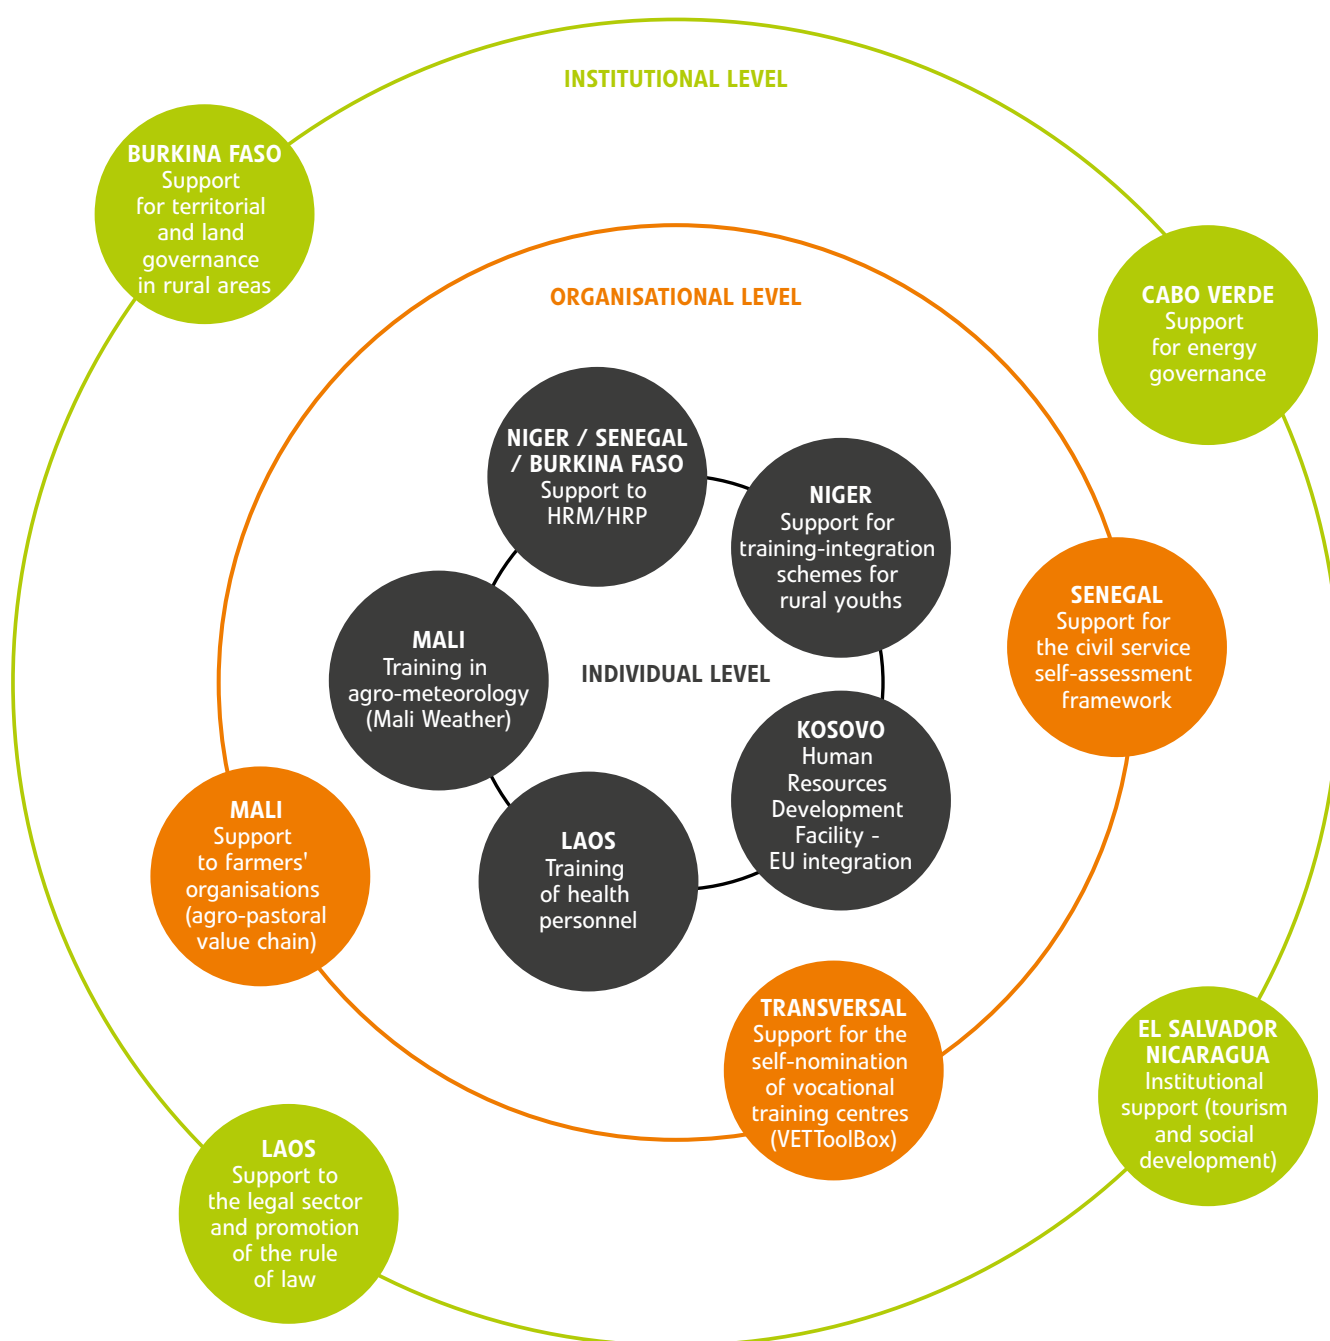 INSTITUTIONAL LEVEL
BURKINA FASO
Support
for territorial
and land
governance
in rural areas
CABO VERDE
Support
for energy
governance
ORGANISATIONAL LEVEL
NIGER / SENEGAL
/ BURKINA FASO
Support to
HRM/HRP
NIGER
Support for
training-integration
schemes for
rural youths
SENEGAL
Support for
the civil service
self-assessment
framework
MALI
Training in
agro-meteorology
(Mali Weather)
INDIVIDUAL LEVEL
KOSOVO
Human
Resources
Development
Facility -
EU integration
MALI
Support
to farmers'
organisations
(agro-pastoral
value chain)
LAOS
Training
of health
personnel
TRANSVERSAL
Support for the
self-nomination
of vocational
training centres
(VETToolBox)
EL SALVADOR
NICARAGUA
Institutional
support (tourism
and social
development)
LAOS
Support to
the legal sector
and promotion
of the rule
of law